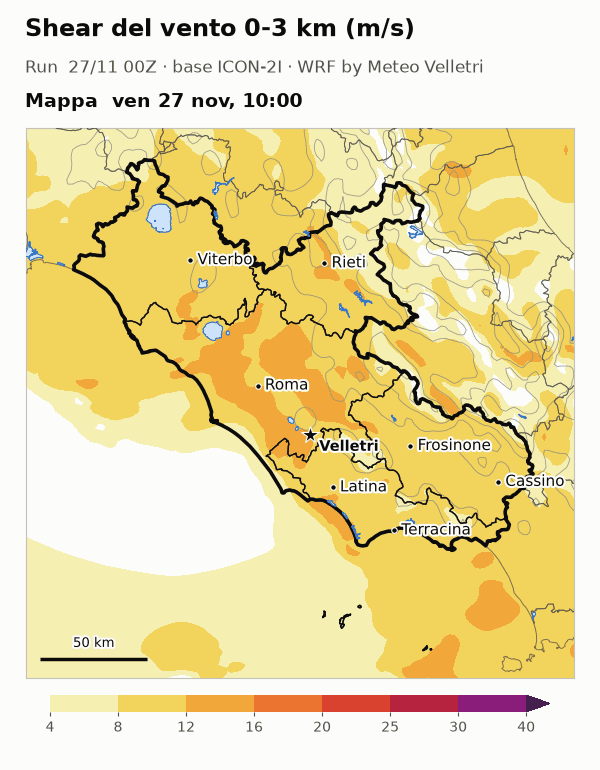 Shear del vento 0-3 km (m/s)
Run  27/11 00Z · base ICON-2I · WRF by Meteo Velletri
Mappa  ven 27 nov, 10:00
Viterbo
Rieti
Roma
Velletri
Frosinone
Cassino
Latina
Terracina
50 km
4 8 12 16 20 25 30 40